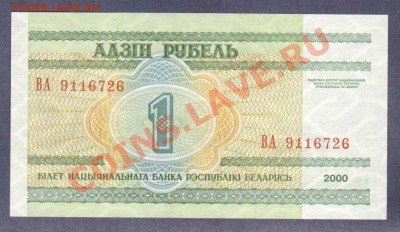 АДЗІН РУБЕЛЬ
ВА 9116726
1
ВА 9116726
БІЛЕТ НАЦЫЯНАЛЬНАГА БАНКА РЭСПУБЛІКІ БЕЛАРУСЬ 2000
COINS.LAVE.RU
COINS.LAVE.RU